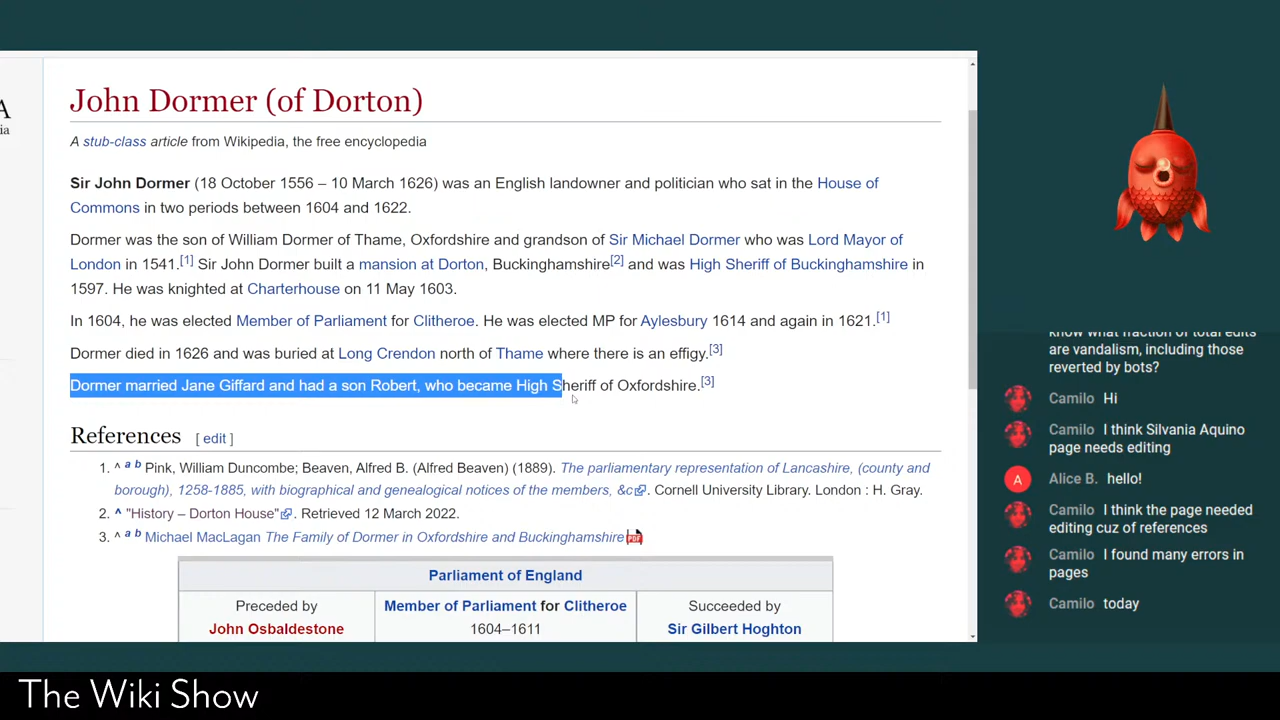 A
ia
John Dormer (of Dorton)
A stub-class article from Wikipedia, the free encyclopedia
Sir John Dormer (18 October 1556 – 10 March 1626) was an English landowner and politician who sat in the House of
Commons in two periods between 1604 and 1622.
Dormer was the son of William Dormer of Thame, Oxfordshire and grandson of Sir Michael Dormer who was Lord Mayor of
London in 1541.[1] Sir John Dormer built a mansion at Dorton, Buckinghamshire[2] and was High Sheriff of Buckinghamshire in
1597. He was knighted at Charterhouse on 11 May 1603.
In 1604, he was elected Member of Parliament for Clitheroe. He was elected MP for Aylesbury 1614 and again in 1621.[1]
Dormer died in 1626 and was buried at Long Crendon north of Thame where there is an effigy.[3]
Dormer married Jane Giffard and had a son Robert, who became High Sheriff of Oxfordshire.[3]
References [ edit ]
1. ^ a b Pink, William Duncombe; Beaven, Alfred B. (Alfred Beaven) (1889). The parliamentary representation of Lancashire, (county and
borough), 1258-1885, with biographical and genealogical notices of the members, &c. Cornell University Library. London : H. Gray.
2. ^ "History – Dorton House". Retrieved 12 March 2022.
3. ^ a b Michael MacLagan The Family of Dormer in Oxfordshire and Buckinghamshire PDF
Parliament of England
Preceded by
John Osbaldestone
Member of Parliament for Clitheroe
1604–1611
Succeeded by
Sir Gilbert Hoghton
know what fraction of total edits
are vandalism, including those
reverted by bots?
Camilo Hi
Camilo I think Silvania Aquino
page needs editing
A Alice B. hello!
Camilo I think the page needed
editing cuz of references
Camilo I found many errors in
pages
Camilo today
The Wiki Show